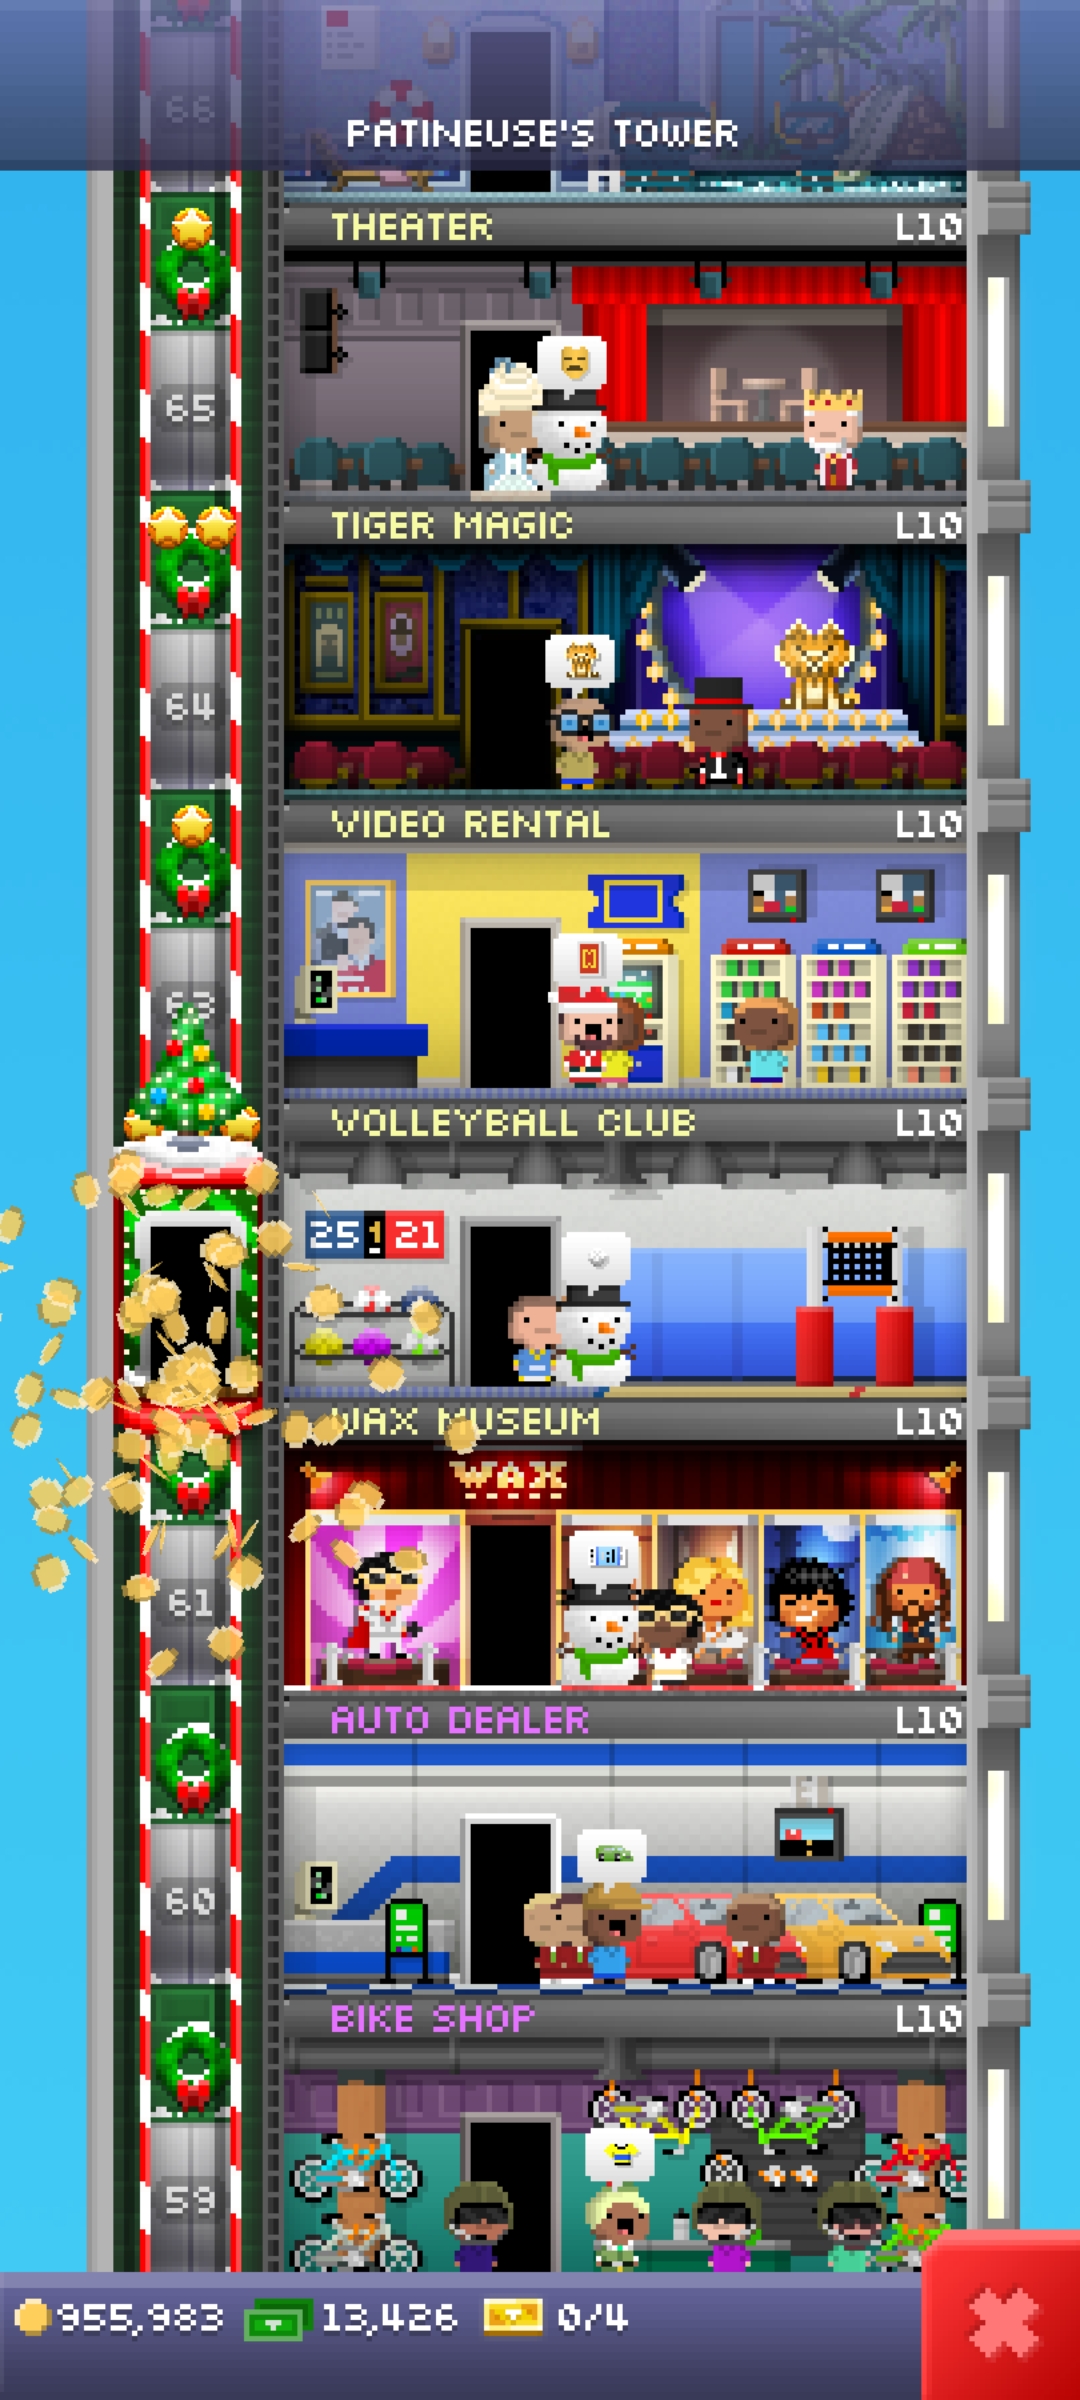 66
PATINEUSE'S TOWER
THEATER L10
65
TIGER MAGIC L10
64
VIDEO RENTAL L10
63
VOLLEYBALL CLUB L10
25 1 21
WAX MUSEUM L10
WAX
61
AUTO DEALER L10
60
BIKE SHOP L10
59
955,983 13,426 0/4